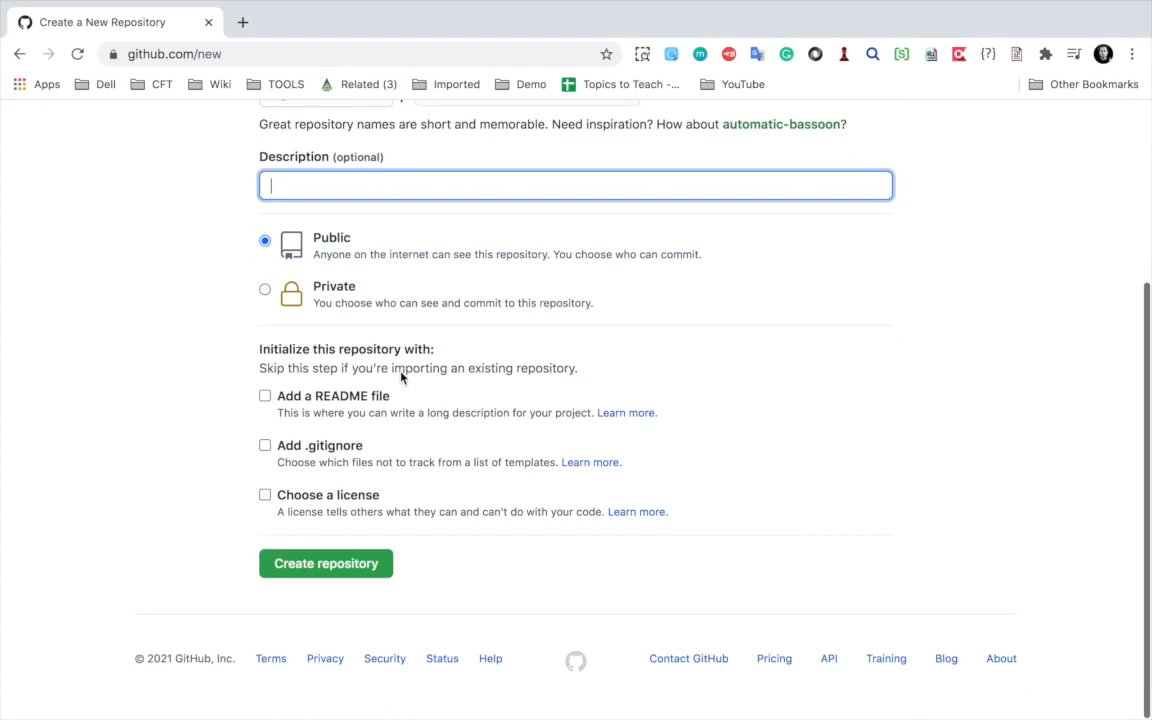 Create a New Repository
github.com/new
Apps Dell CFT Wiki TOOLS Related (3) Imported Demo Topics to Teach -... YouTube Other Bookmarks
Great repository names are short and memorable. Need inspiration? How about automatic-bassoon?
Description (optional)
Public
Anyone on the internet can see this repository. You choose who can commit.
Private
You choose who can see and commit to this repository.
Initialize this repository with:
Skip this step if you're importing an existing repository.
Add a README file
This is where you can write a long description for your project. Learn more.
Add .gitignore
Choose which files not to track from a list of templates. Learn more.
Choose a license
A license tells others what they can and can't do with your code. Learn more.
Create repository
© 2021 GitHub, Inc. Terms Privacy Security Status Help Contact GitHub Pricing API Training Blog About